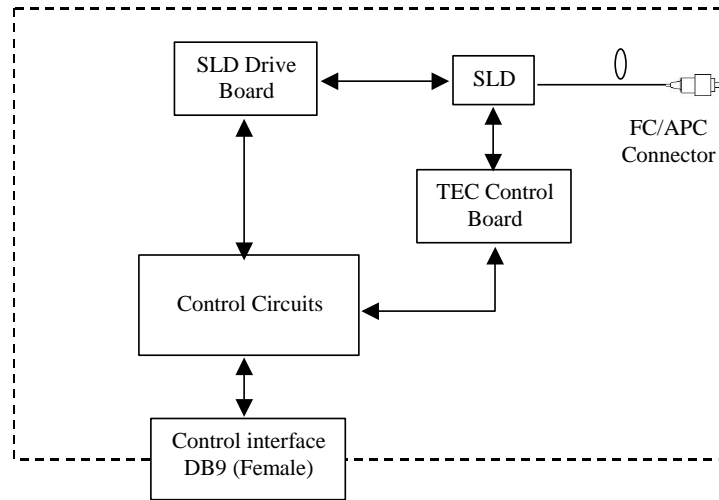 SLD Drive
Board
SLD
FC/APC
Connector
TEC Control
Board
Control Circuits
Control interface
DB9 (Female)